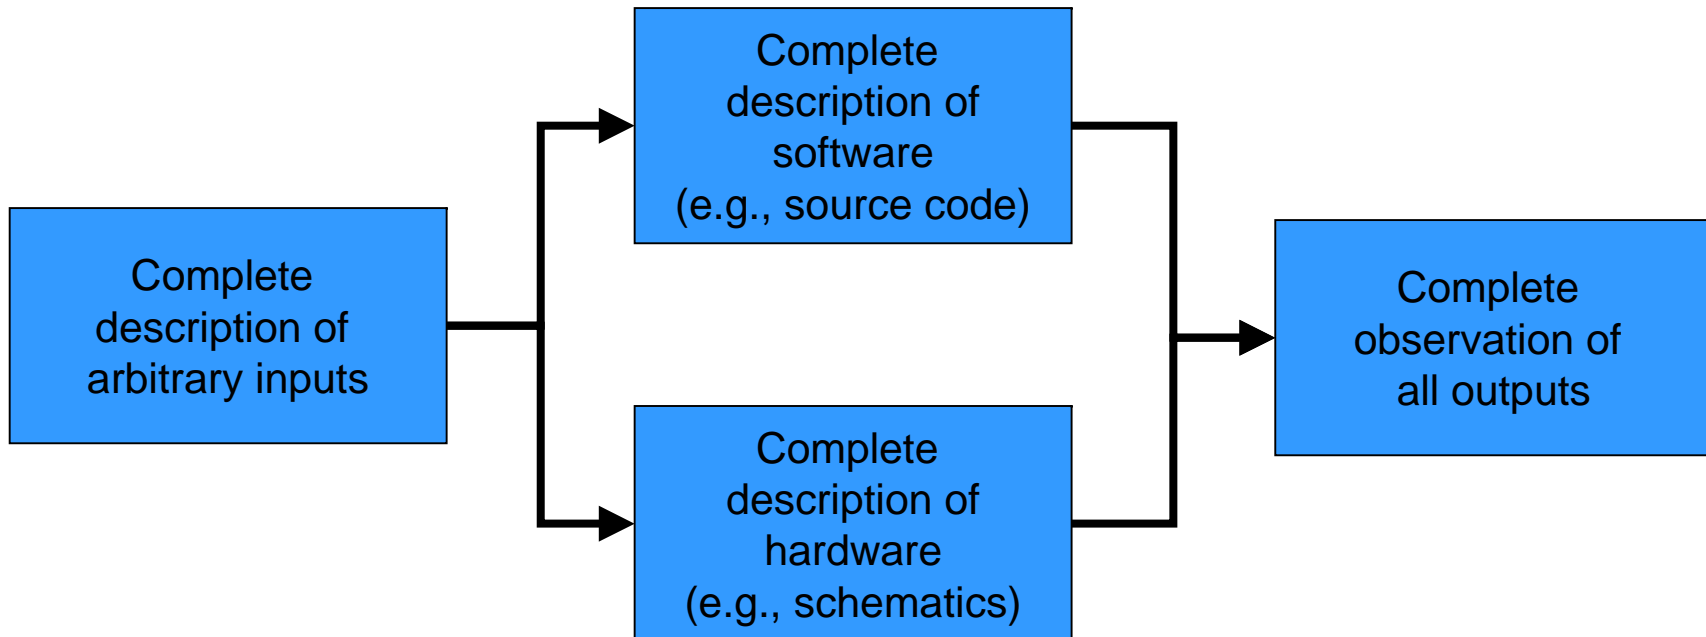 Complete
description of
arbitrary inputs
Complete
description of
software
(e.g., source code)
Complete
description of
hardware
(e.g., schematics)
Complete
observation of
all outputs